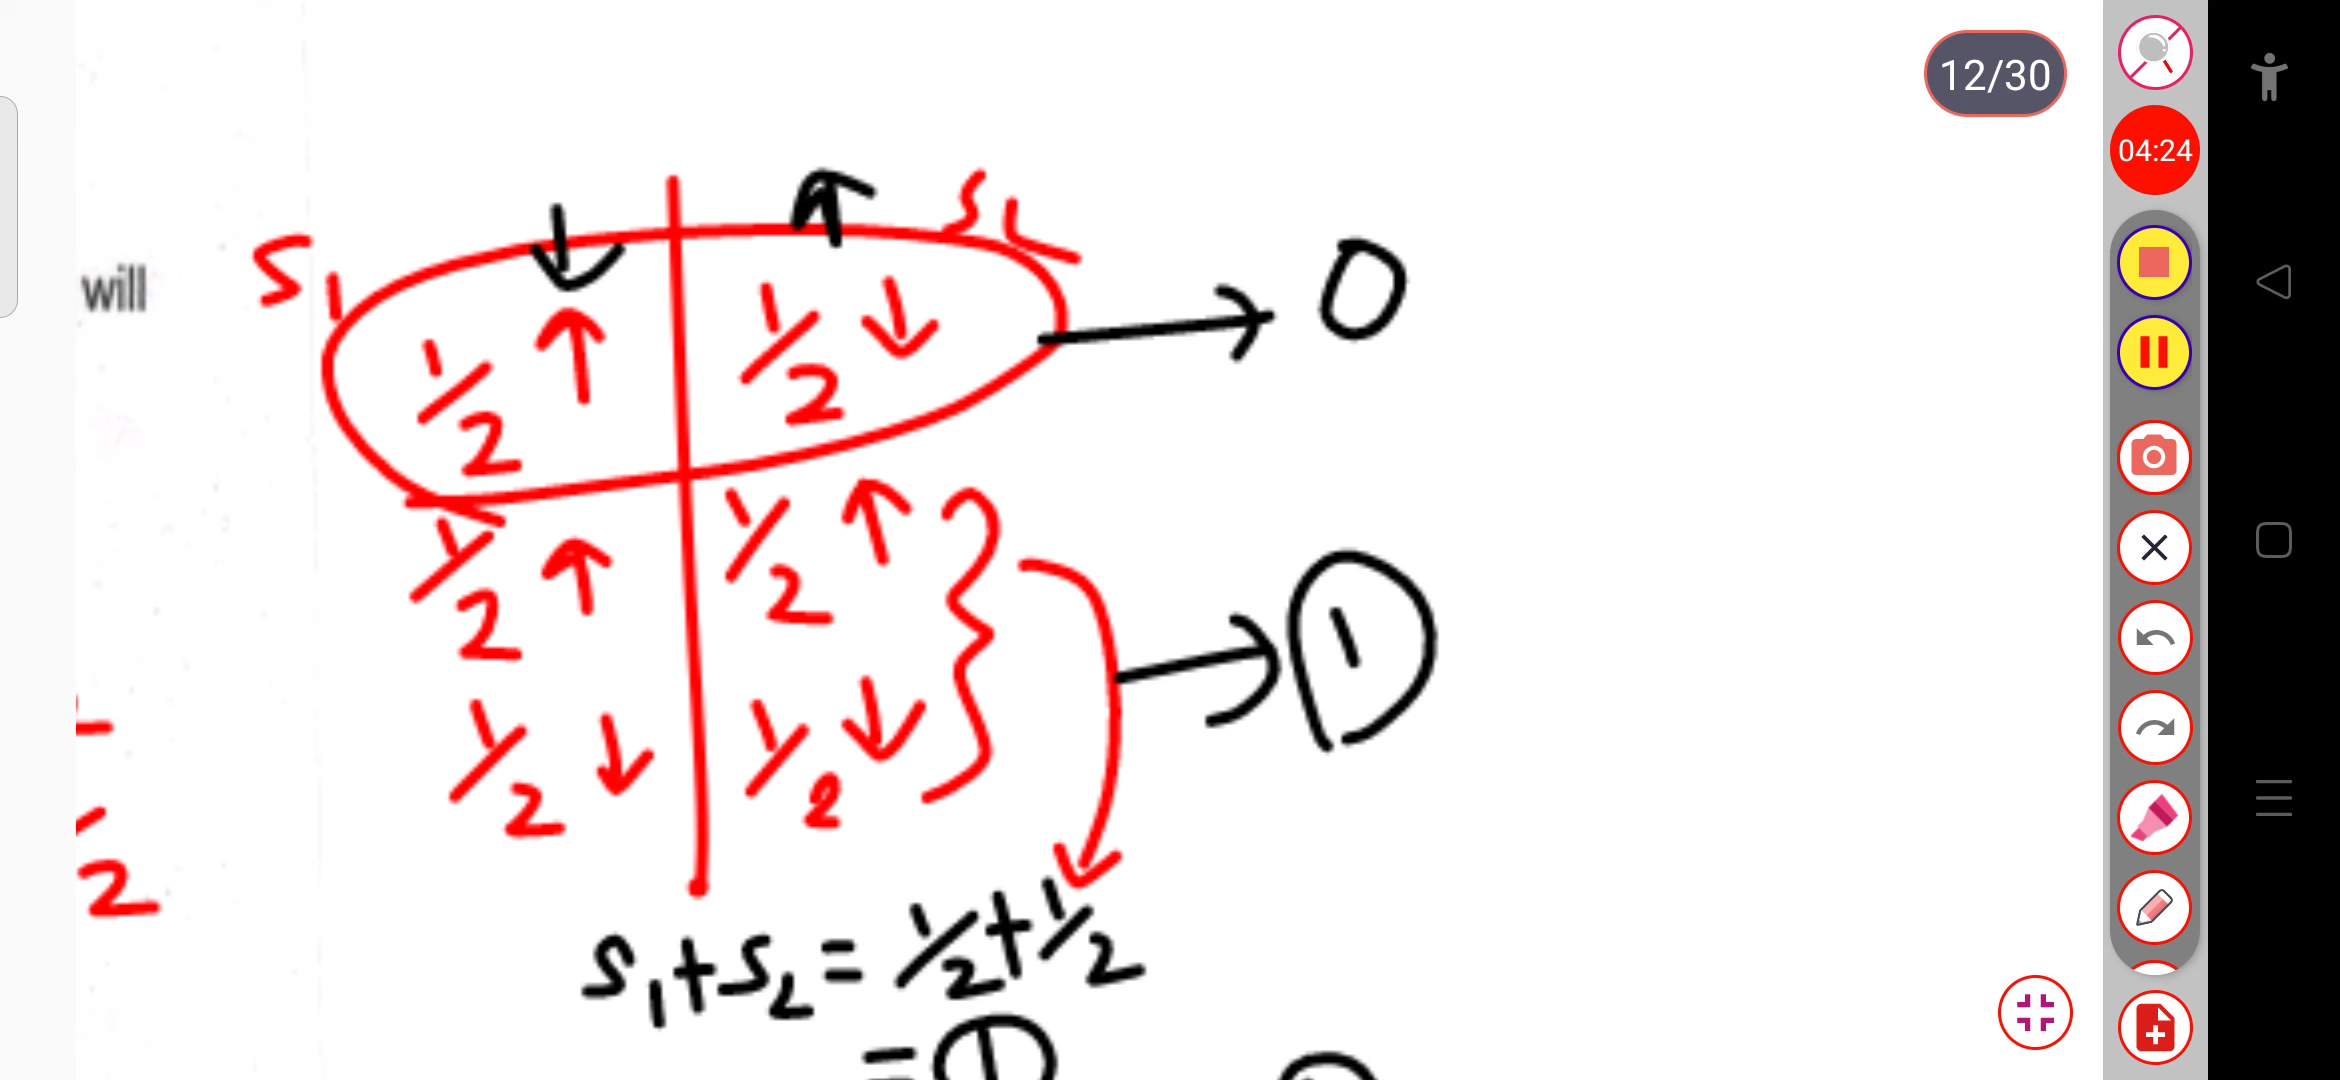 12/30
04:24
↓ ↑
S1 S2
will
1/2 ↑ 1/2 ↓ → 0
1/2 ↑ 1/2 ↑
→ 1
1/2 ↓ 1/2 ↓
2
S1+S2 = 1/2+1/2
= 1